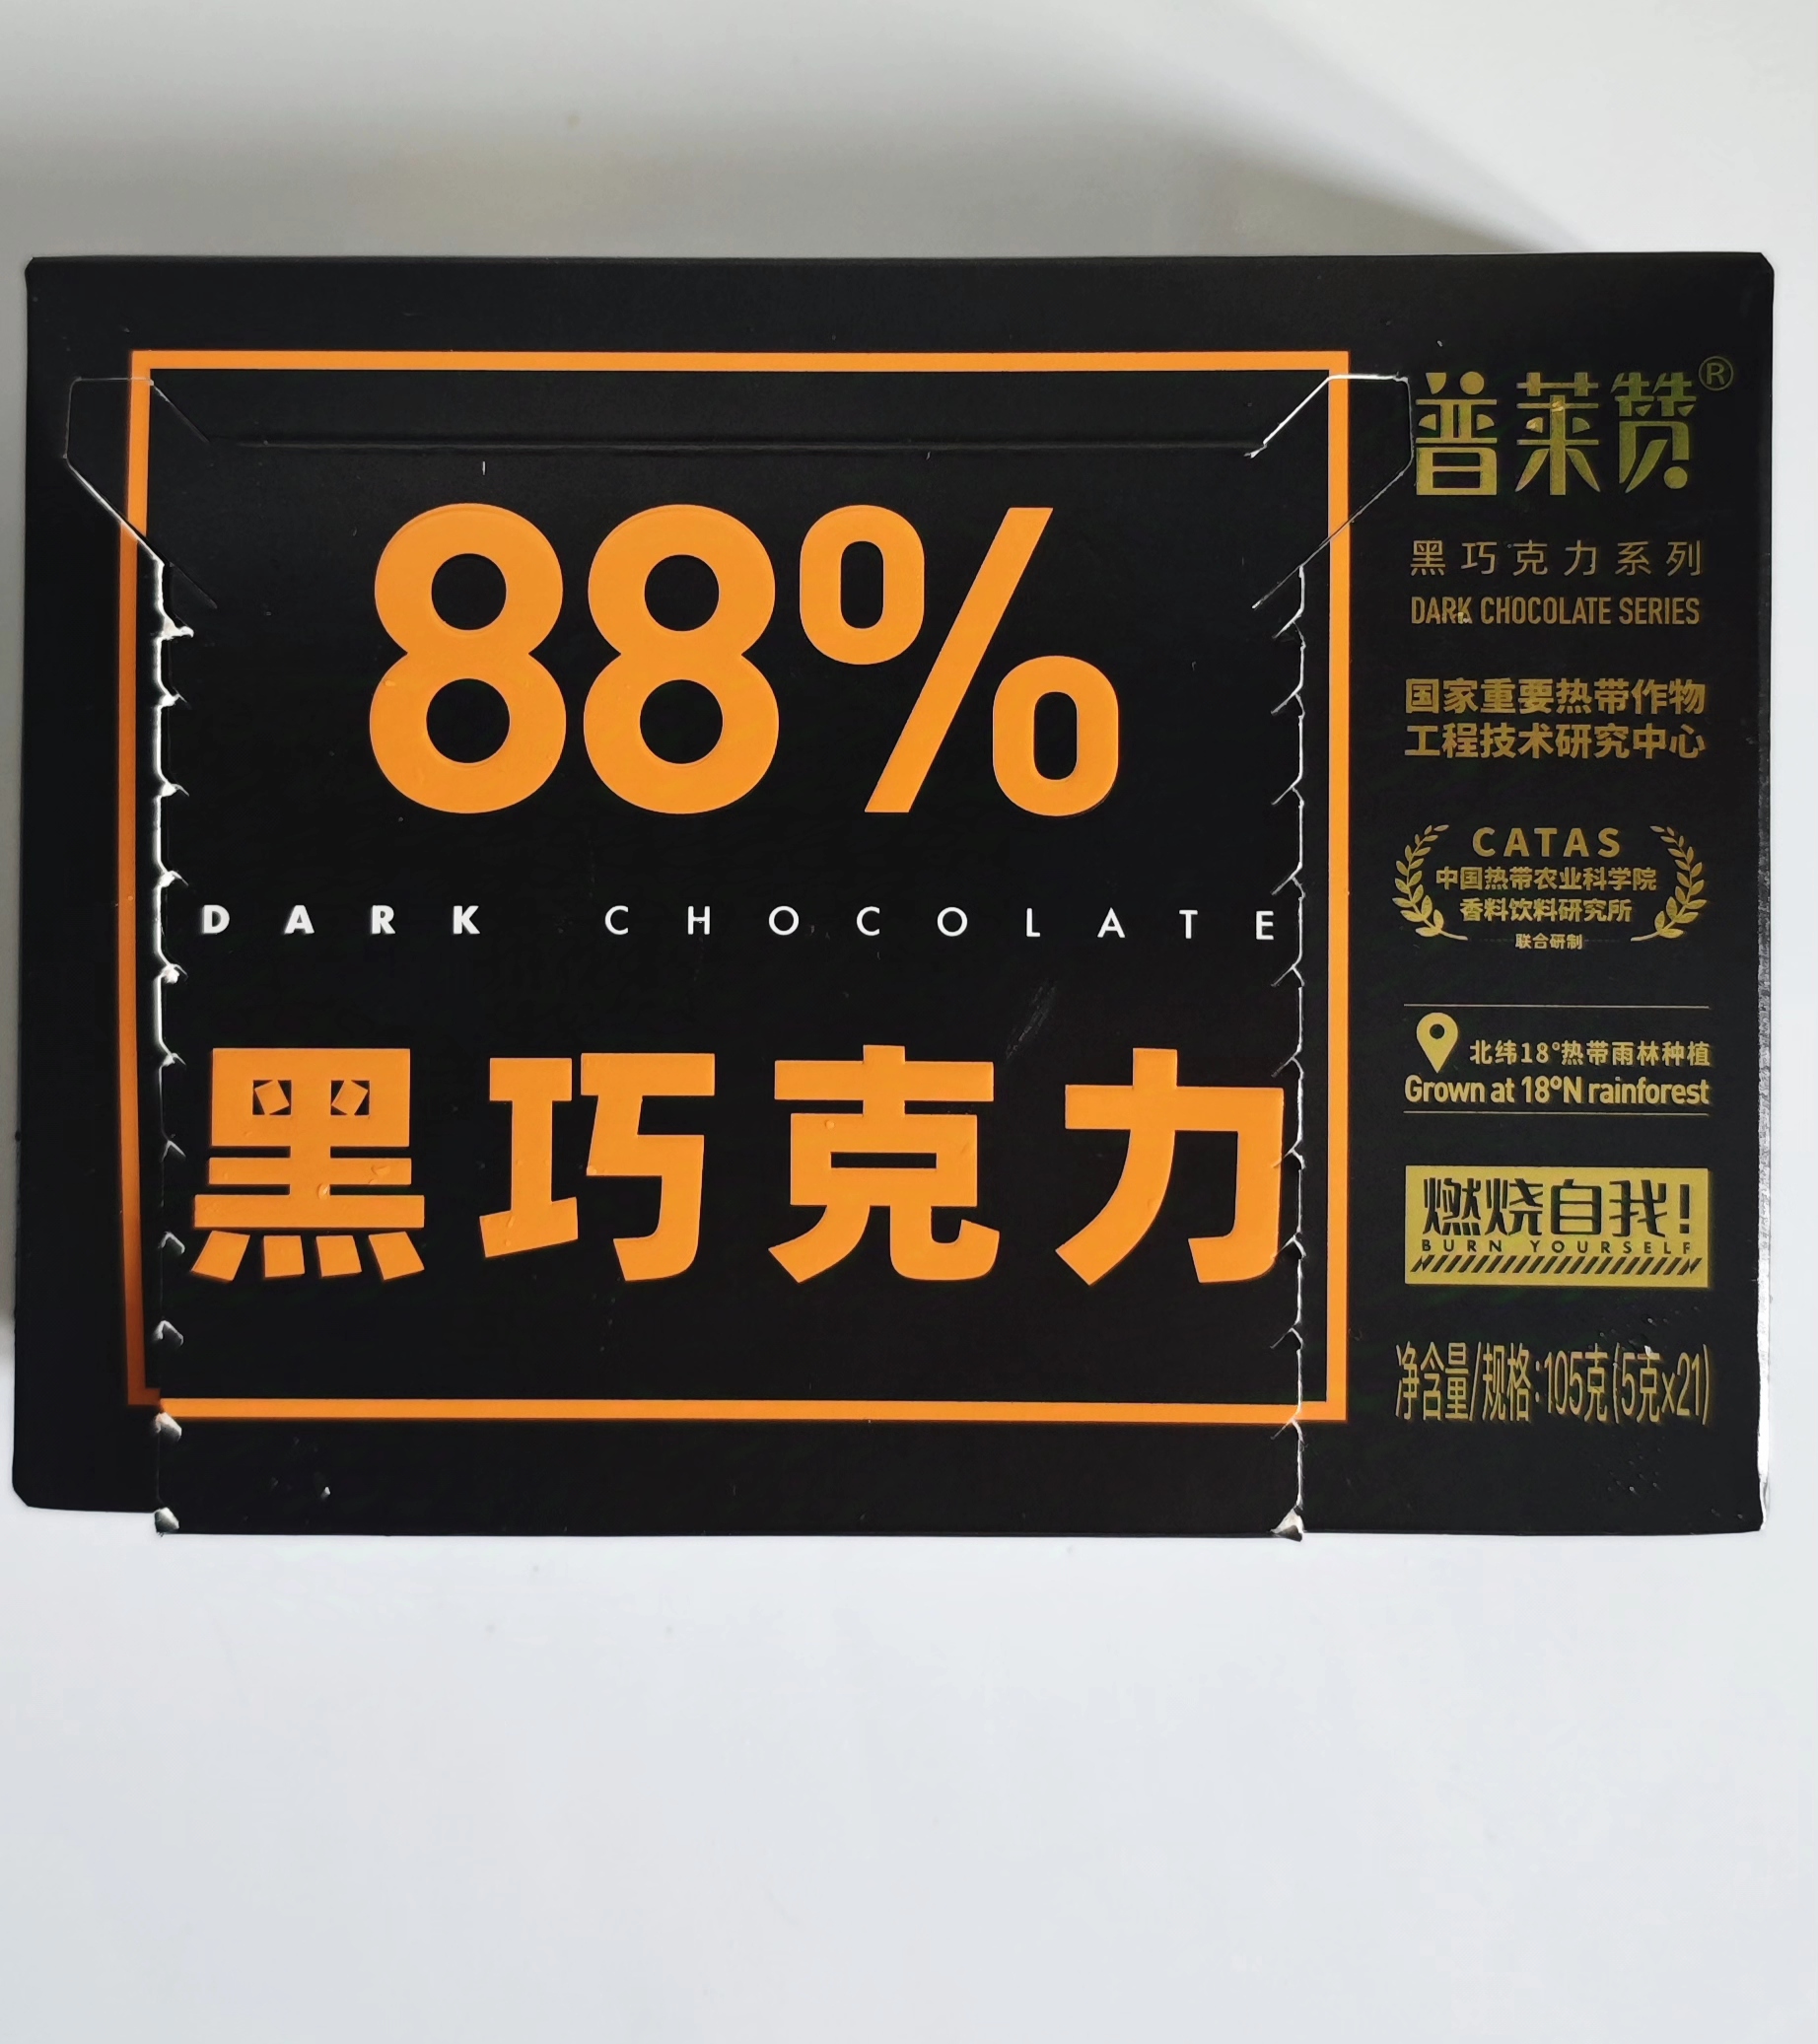 88%
DARK CHOCOLATE
黑巧克力
普莱赞®
黑巧克力系列
DARK CHOCOLATE SERIES
国家重要热带作物
工程技术研究中心
CATAS
中国热带农业科学院
香料饮料研究所
联合研制
北纬18°热带雨林种植
Grown at 18°N rainforest
燃烧自我!
BURN YOURSELF
净含量/规格:105克(5克x21)